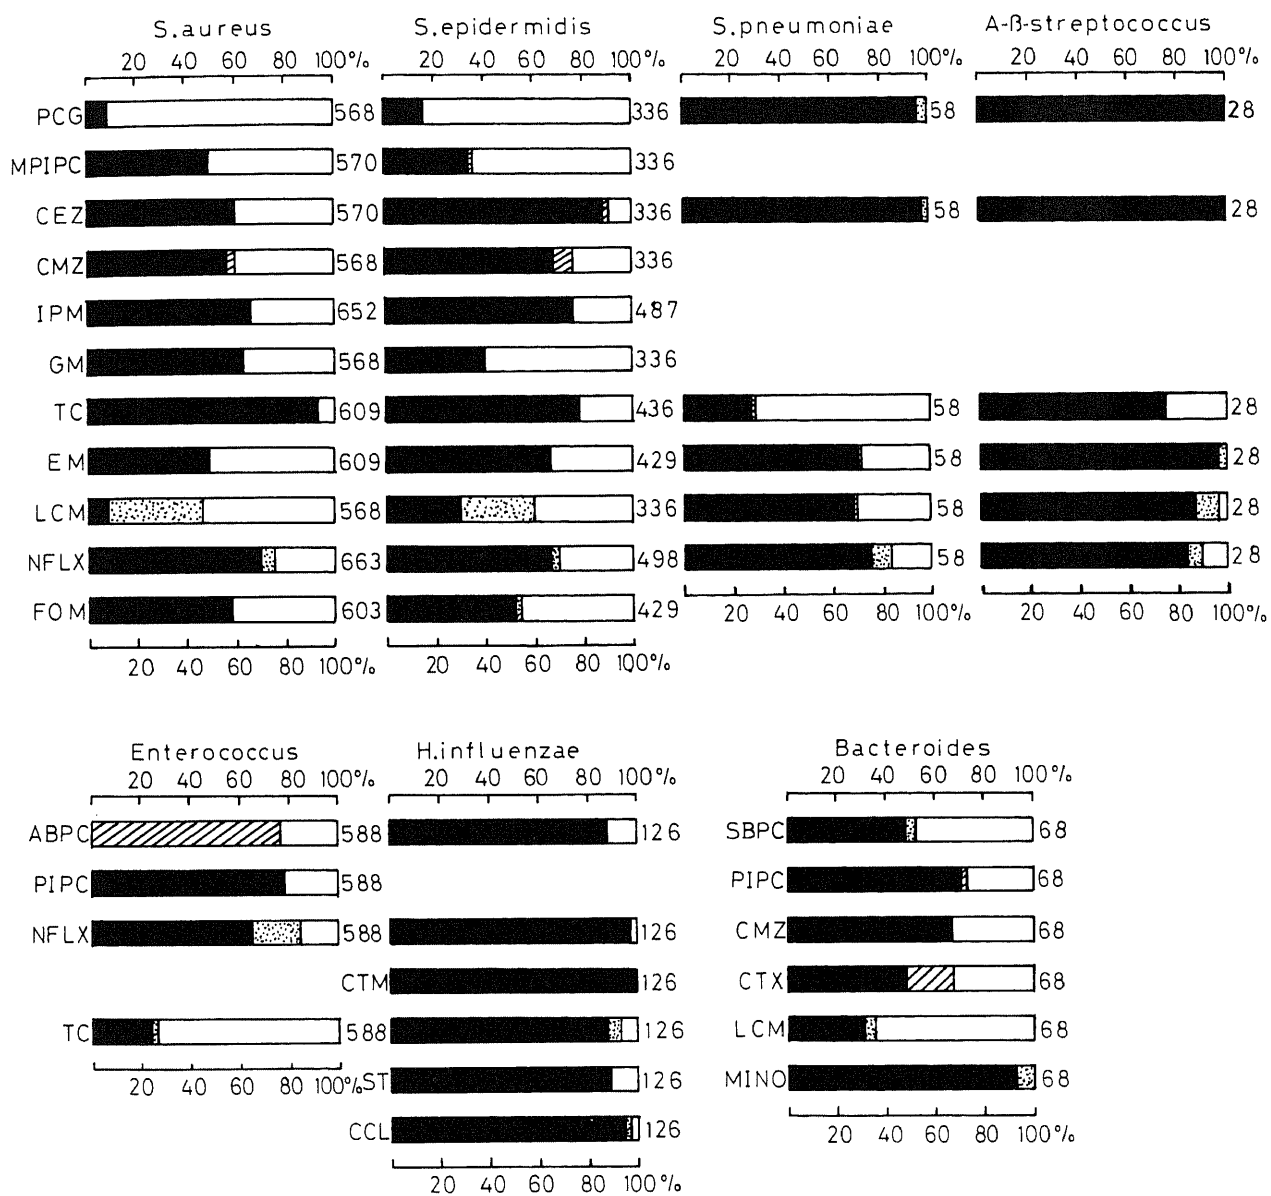 S.aureus S.epidermidis S.pneumoniae A-β-streptococcus
20 40 60 80 100% 20 40 60 80 100% 20 40 60 80 100% 20 40 60 80 100%
PCG 568 336 58 28
MPIPC 570 336
CEZ 570 336 58 28
CMZ 568 336
IPM 652 487
GM 568 336
TC 609 436 58 28
EM 609 429 58 28
LCM 568 336 58 28
NFLX 663 498 58 28
FOM 603 429
20 40 60 80 100% 20 40 60 80 100%
20 40 60 80 100% 20 40 60 80 100%
Enterococcus H.influenzae Bacteroides
20 40 60 80 100% 20 40 60 80 100% 20 40 60 80 100%
ABPC 588 126 SBPC 68
PIPC 588 PIPC 68
NFLX 588 126 CMZ 68
CTM 126 CTX 68
TC 588 126 LCM 68
20 40 60 80 100% ST 126 MINO 68
CCL 126 20 40 60 80 100%
20 40 60 80 100%